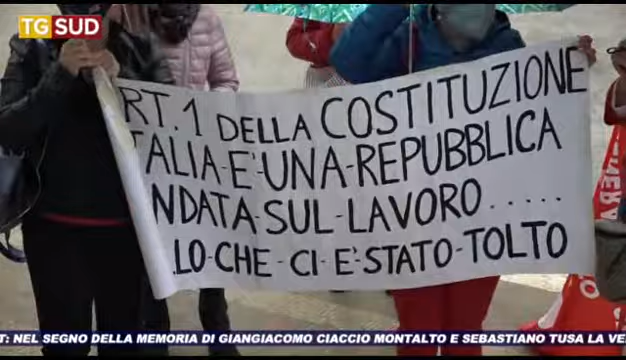 TG SUD
RT. 1 DELLA COSTITUZIONE
TALIA-E'-UNA-REPUBBLICA
NDATA-SUL-LAVORO.....
LO-CHE-CI-E'-STATO-TOLTO
T: NEL SEGNO DELLA MEMORIA DI GIANGIACOMO CIACCIO MONTALTO E SEBASTIANO TUSA LA VE